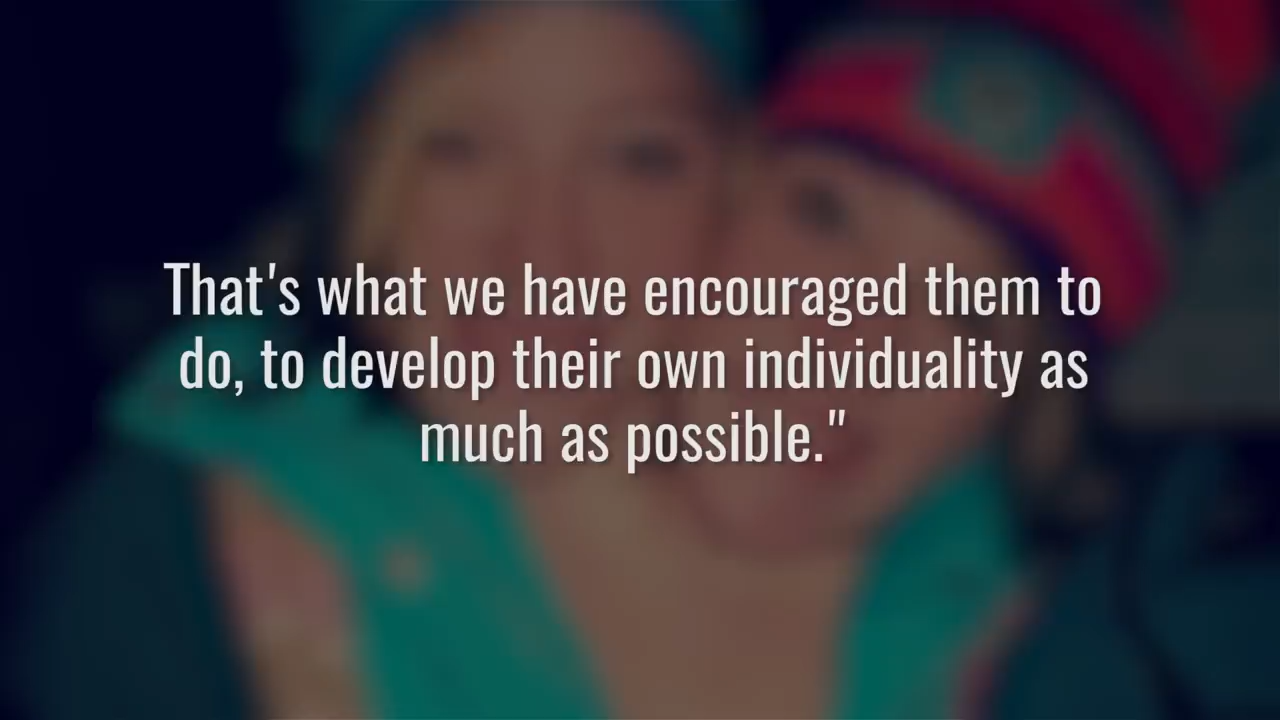 That's what we have encouraged them to
do, to develop their own individuality as
much as possible."